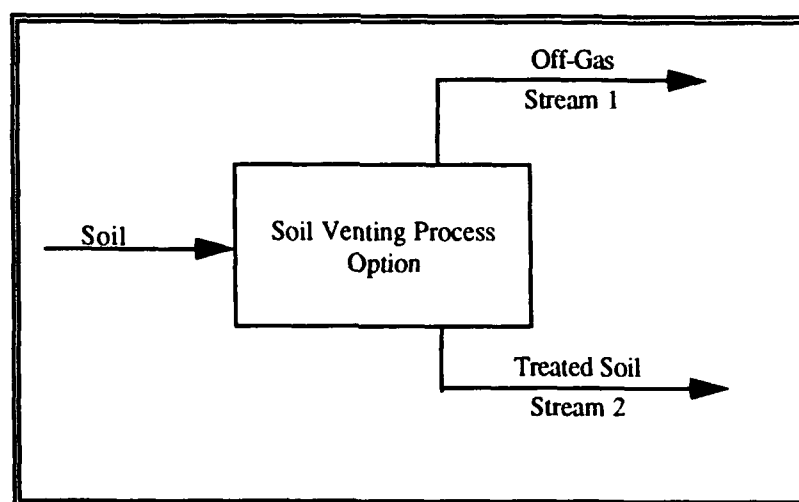 Off-Gas
Stream 1
Soil
Soil Venting Process
Option
Treated Soil
Stream 2